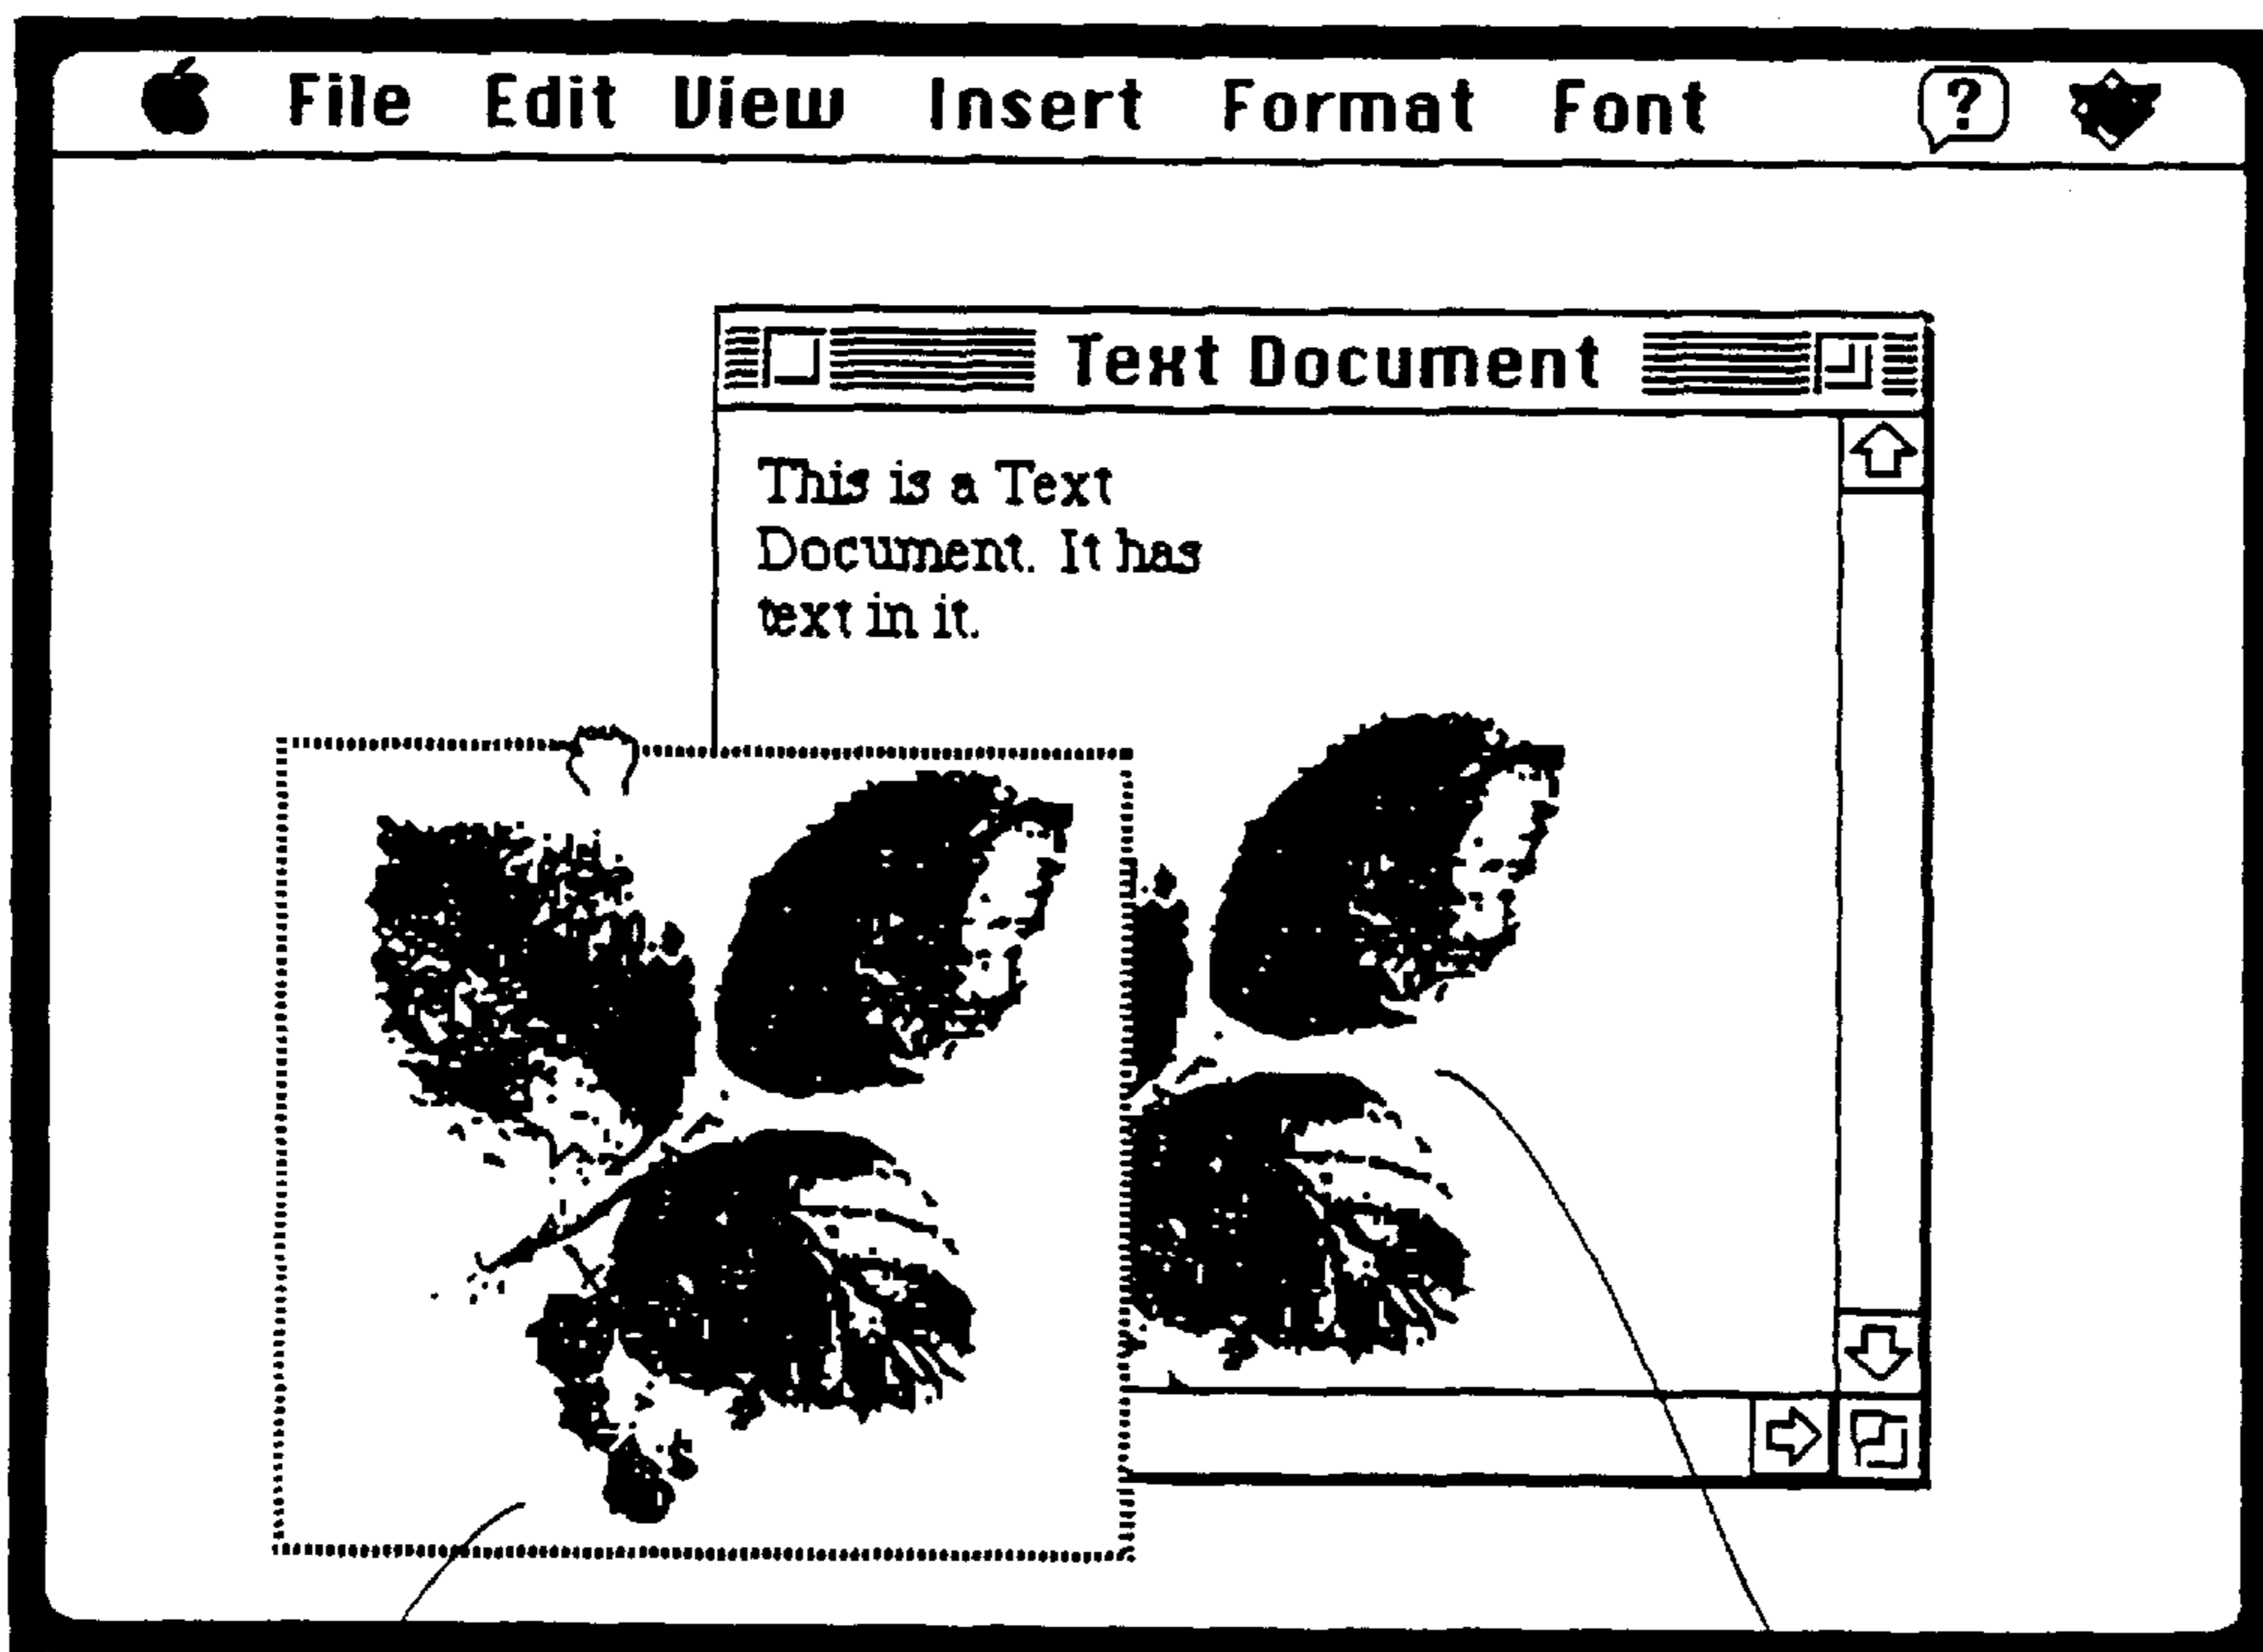 File Edit View Insert Format Font ?
Text Document
This is a Text
Document. It has
text in it.